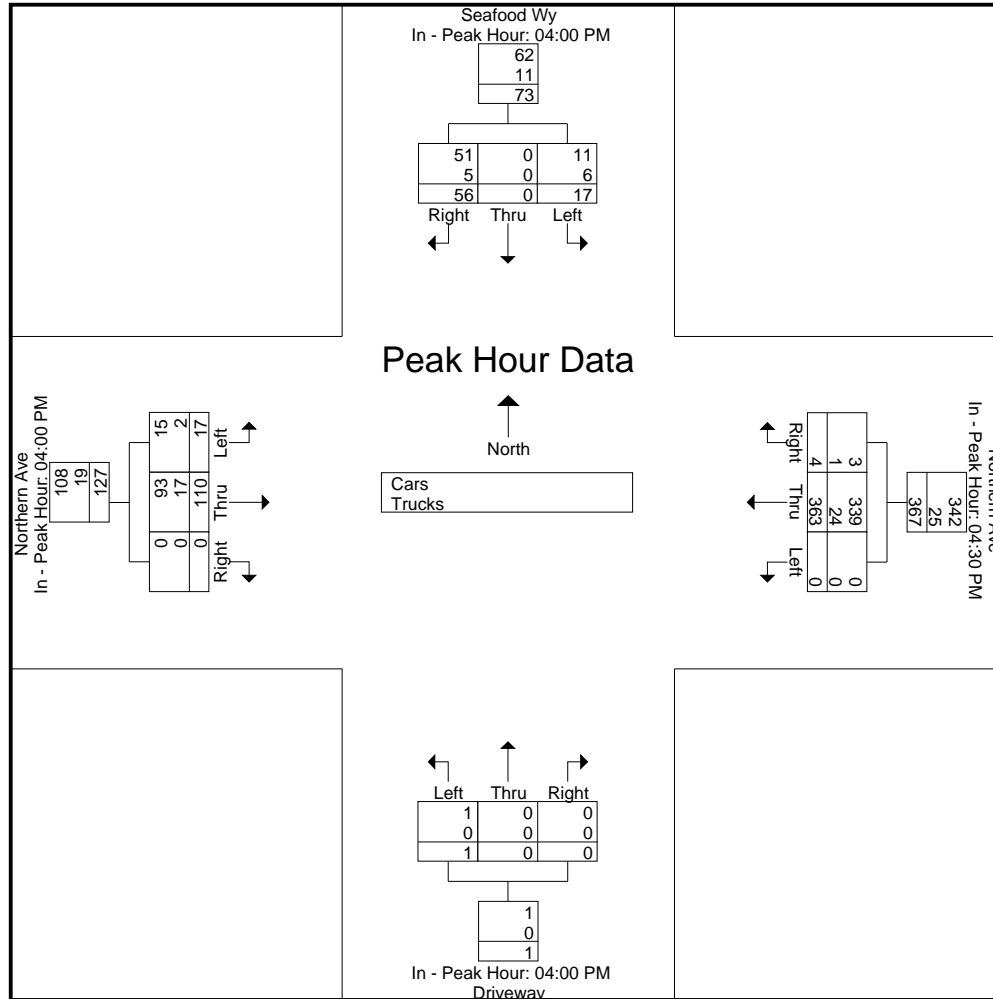 Seafood Wy
In - Peak Hour: 04:00 PM
62
11
73
51 0 11
5 0 6
56 0 17
Right Thru Left
Peak Hour Data
North
Cars
Trucks
Northern Ave
In - Peak Hour: 04:00 PM
108
19
127
15 93 0
2 17 0
17 110 0
Left Thru Right
Northern Ave
In - Peak Hour: 04:30 PM
342
25
367
3 339 0
1 24 0
4 363 0
Right Thru Left
Left Thru Right
1 0 0
0 0 0
1 0 0
1
0
1
In - Peak Hour: 04:00 PM
Driveway